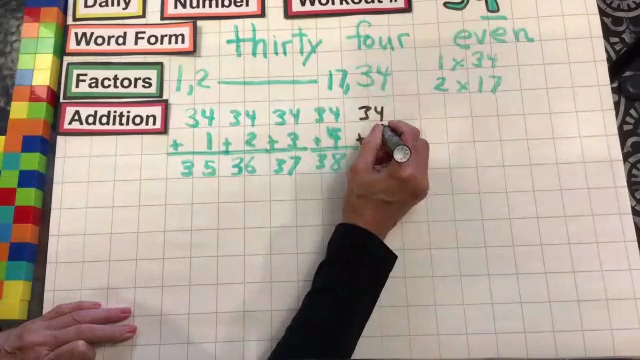 Daily Number Workout # 34
Word Form thirty four even
Factors 1, 2 17, 34 1 x 34
2 x 17
Addition 34 34 34 34 34
+ 1 + 2 + 3 + 4 +
35 36 37 38